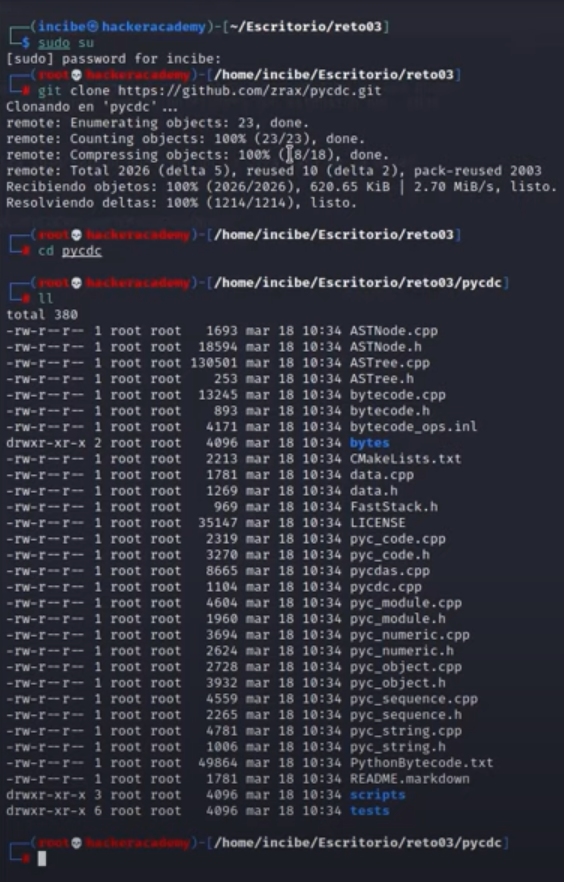 ┌──(incibe㉿hackeracademy)-[~/Escritorio/reto03]
└─$ sudo su
[sudo] password for incibe:
┌──(root💀hackeracademy)-[/home/incibe/Escritorio/reto03]
└─# git clone https://github.com/zrax/pycdc.git
Clonando en 'pycdc'...
remote: Enumerating objects: 23, done.
remote: Counting objects: 100% (23/23), done.
remote: Compressing objects: 100% (18/18), done.
remote: Total 2026 (delta 5), reused 10 (delta 2), pack-reused 2003
Recibiendo objetos: 100% (2026/2026), 620.65 KiB | 2.70 MiB/s, listo.
Resolviendo deltas: 100% (1214/1214), listo.
┌──(root💀hackeracademy)-[/home/incibe/Escritorio/reto03]
└─# cd pycdc
┌──(root💀hackeracademy)-[/home/incibe/Escritorio/reto03/pycdc]
└─# ll
total 380
-rw-r--r-- 1 root root 1693 mar 18 10:34 ASTNode.cpp
-rw-r--r-- 1 root root 18594 mar 18 10:34 ASTNode.h
-rw-r--r-- 1 root root 130501 mar 18 10:34 ASTree.cpp
-rw-r--r-- 1 root root 253 mar 18 10:34 ASTree.h
-rw-r--r-- 1 root root 13245 mar 18 10:34 bytecode.cpp
-rw-r--r-- 1 root root 893 mar 18 10:34 bytecode.h
-rw-r--r-- 1 root root 4171 mar 18 10:34 bytecode_ops.inl
drwxr-xr-x 2 root root 4096 mar 18 10:34 bytes
-rw-r--r-- 1 root root 2213 mar 18 10:34 CMakeLists.txt
-rw-r--r-- 1 root root 1781 mar 18 10:34 data.cpp
-rw-r--r-- 1 root root 1269 mar 18 10:34 data.h
-rw-r--r-- 1 root root 969 mar 18 10:34 FastStack.h
-rw-r--r-- 1 root root 35147 mar 18 10:34 LICENSE
-rw-r--r-- 1 root root 2319 mar 18 10:34 pyc_code.cpp
-rw-r--r-- 1 root root 3270 mar 18 10:34 pyc_code.h
-rw-r--r-- 1 root root 8665 mar 18 10:34 pycdas.cpp
-rw-r--r-- 1 root root 1104 mar 18 10:34 pycdc.cpp
-rw-r--r-- 1 root root 4604 mar 18 10:34 pyc_module.cpp
-rw-r--r-- 1 root root 1960 mar 18 10:34 pyc_module.h
-rw-r--r-- 1 root root 3694 mar 18 10:34 pyc_numeric.cpp
-rw-r--r-- 1 root root 2624 mar 18 10:34 pyc_numeric.h
-rw-r--r-- 1 root root 2728 mar 18 10:34 pyc_object.cpp
-rw-r--r-- 1 root root 3932 mar 18 10:34 pyc_object.h
-rw-r--r-- 1 root root 4559 mar 18 10:34 pyc_sequence.cpp
-rw-r--r-- 1 root root 2265 mar 18 10:34 pyc_sequence.h
-rw-r--r-- 1 root root 4781 mar 18 10:34 pyc_string.cpp
-rw-r--r-- 1 root root 1006 mar 18 10:34 pyc_string.h
-rw-r--r-- 1 root root 49864 mar 18 10:34 PythonBytecode.txt
-rw-r--r-- 1 root root 1781 mar 18 10:34 README.markdown
drwxr-xr-x 3 root root 4096 mar 18 10:34 scripts
drwxr-xr-x 6 root root 4096 mar 18 10:34 tests
┌──(root💀hackeracademy)-[/home/incibe/Escritorio/reto03/pycdc]
└─#